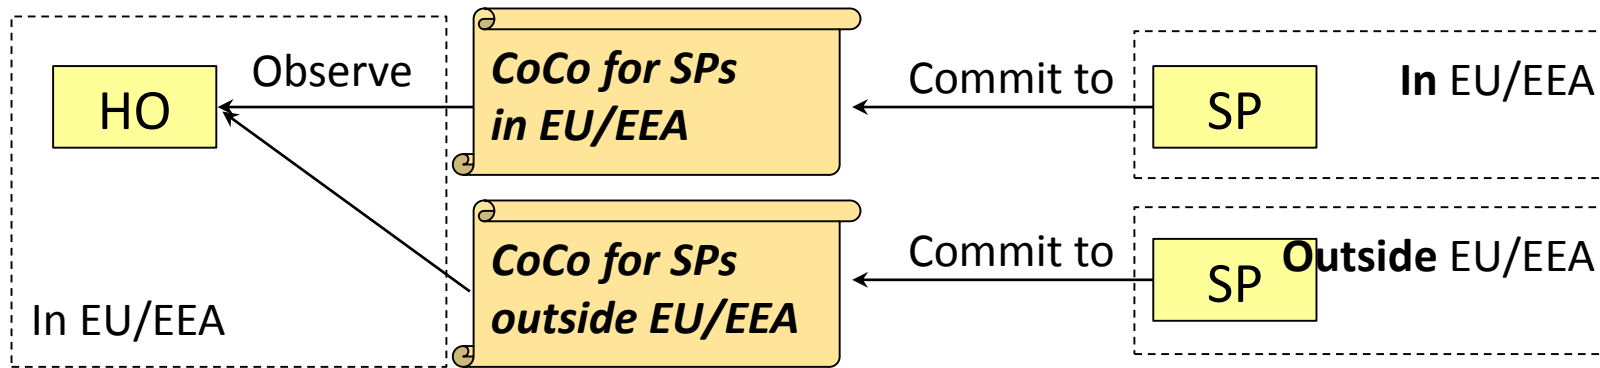 HO
Observe
In EU/EEA
CoCo for SPs
in EU/EEA
Commit to
SP
In EU/EEA
CoCo for SPs
outside EU/EEA
Commit to
SP
Outside EU/EEA